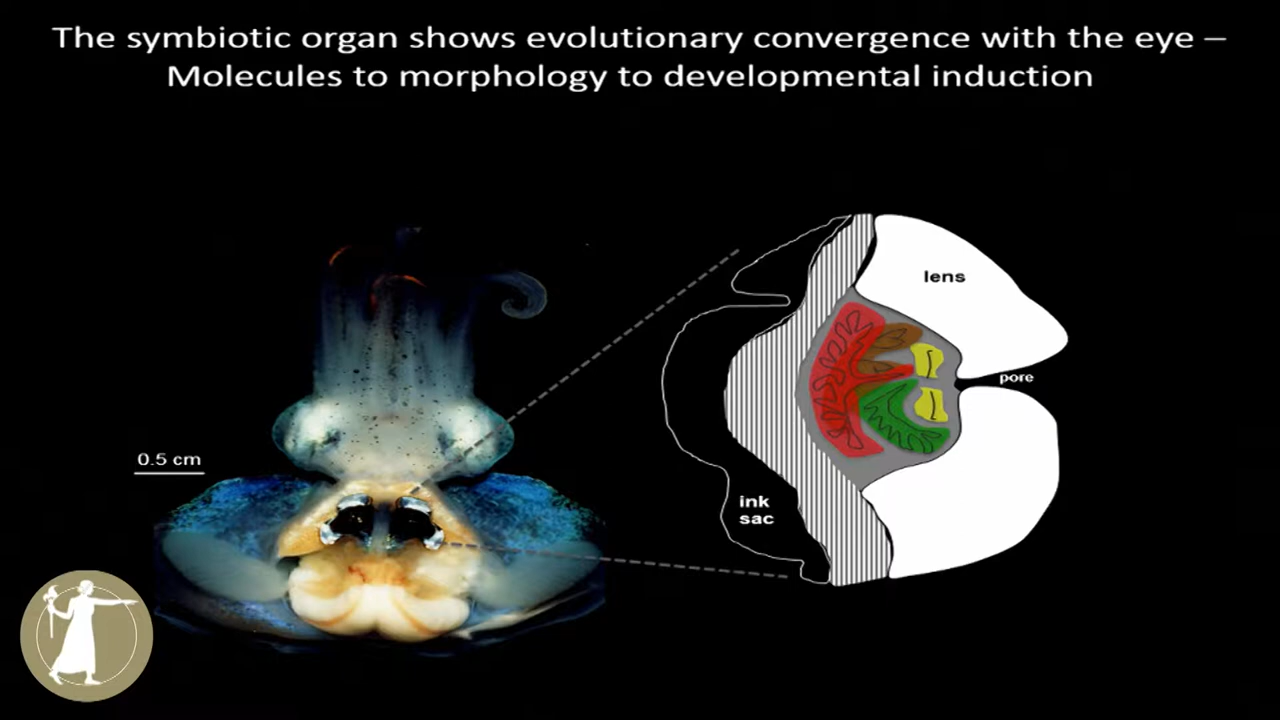 The symbiotic organ shows evolutionary convergence with the eye –
Molecules to morphology to developmental induction
lens
pore
0.5 cm
ink
sac